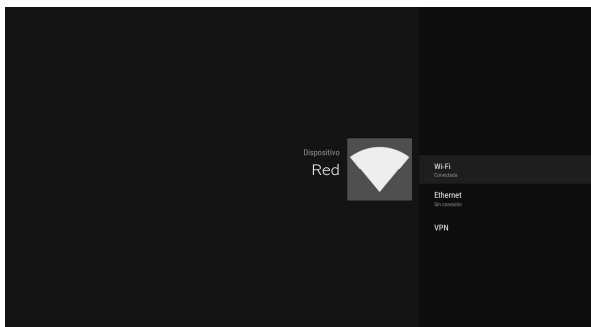 Dispositivo
Red
Wi-Fi
Conectada
Ethernet
Sin conexión
VPN